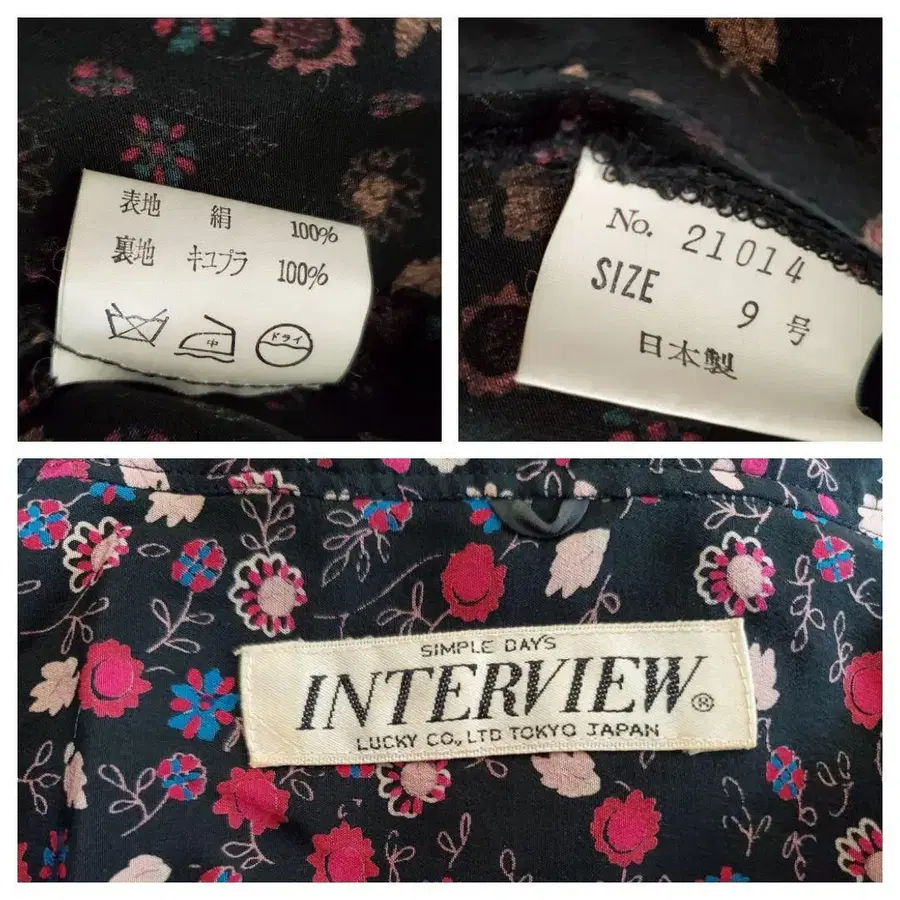 表地 絹 100%
裏地 キュプラ 100%
中 ドライ
No. 21014
SIZE 9 号
日本製
SIMPLE DAY'S
INTERVIEW®
LUCKY CO., LTD TOKYO JAPAN